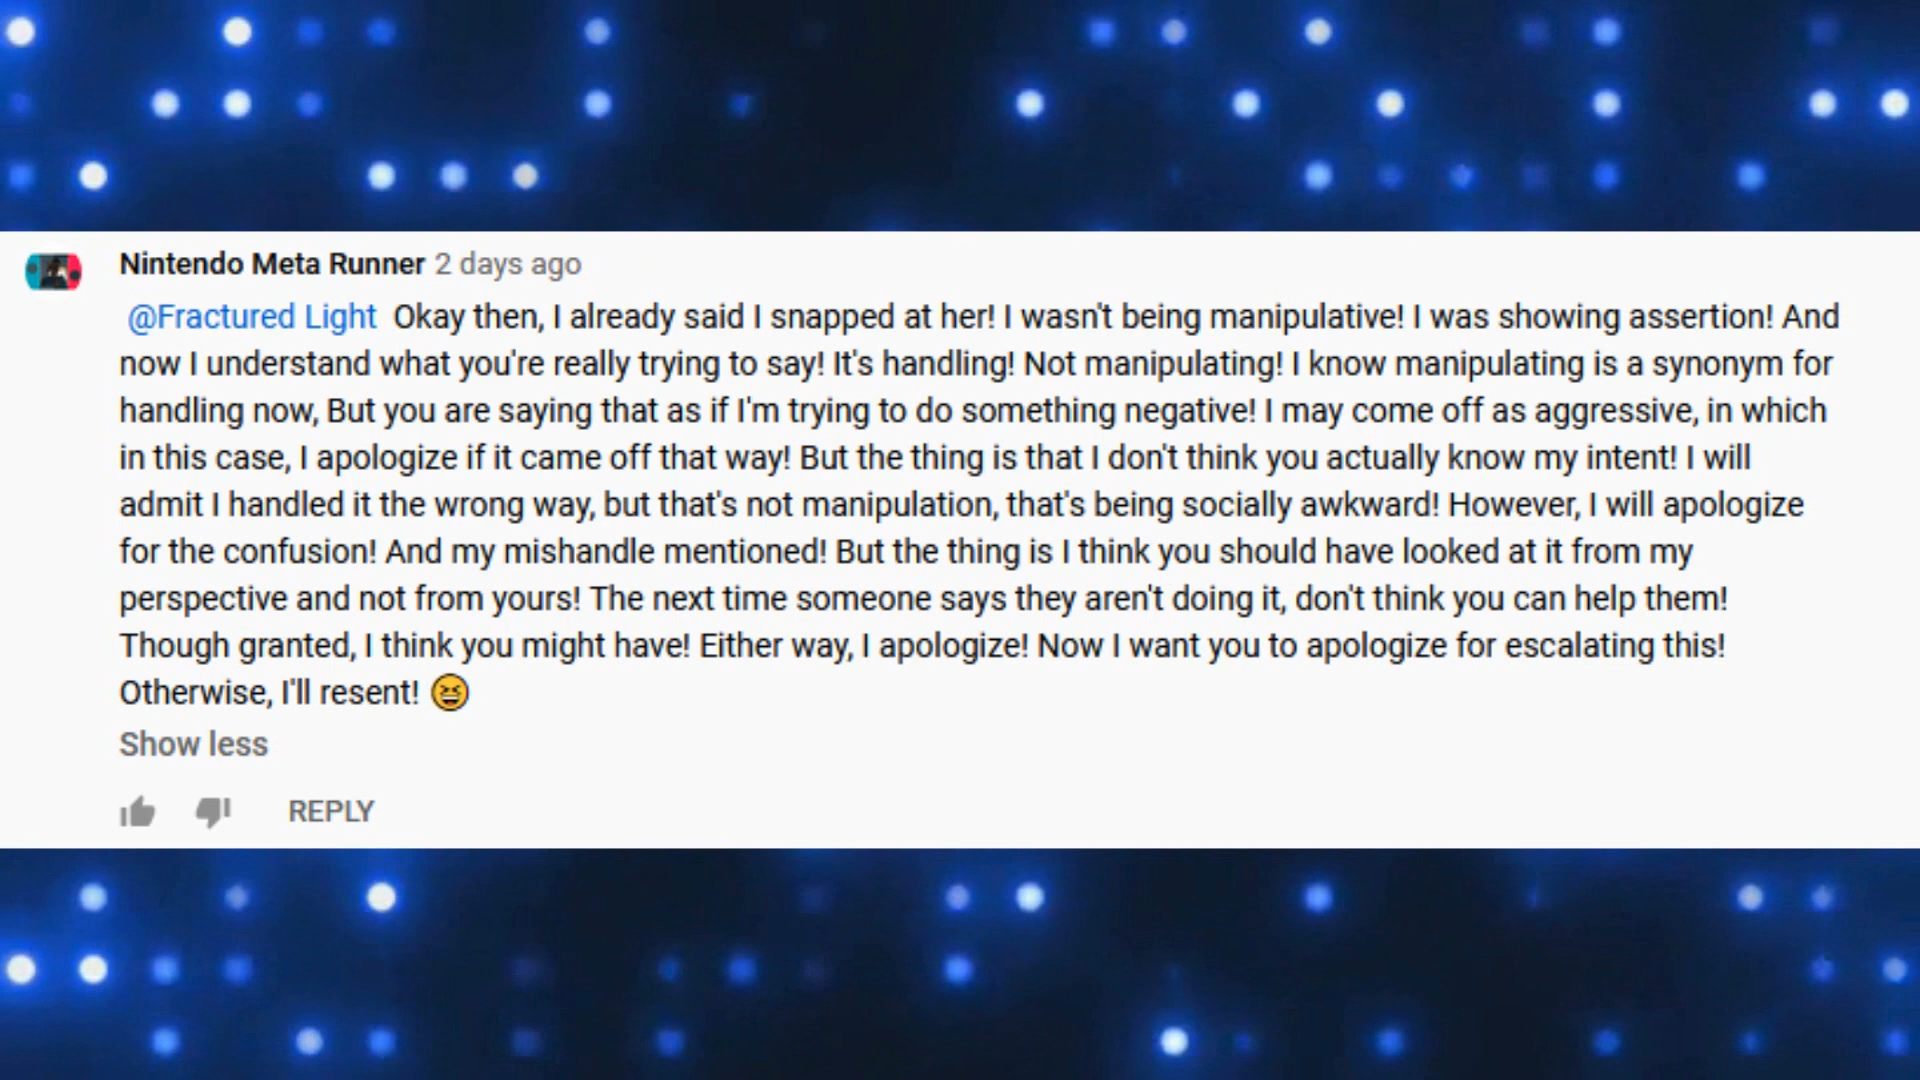 Nintendo Meta Runner 2 days ago
@Fractured Light Okay then, I already said I snapped at her! I wasn't being manipulative! I was showing assertion! And
now I understand what you're really trying to say! It's handling! Not manipulating! I know manipulating is a synonym for
handling now, But you are saying that as if I'm trying to do something negative! I may come off as aggressive, in which
in this case, I apologize if it came off that way! But the thing is that I don't think you actually know my intent! I will
admit I handled it the wrong way, but that's not manipulation, that's being socially awkward! However, I will apologize
for the confusion! And my mishandle mentioned! But the thing is I think you should have looked at it from my
perspective and not from yours! The next time someone says they aren't doing it, don't think you can help them!
Though granted, I think you might have! Either way, I apologize! Now I want you to apologize for escalating this!
Otherwise, I'll resent! 😆
Show less
REPLY